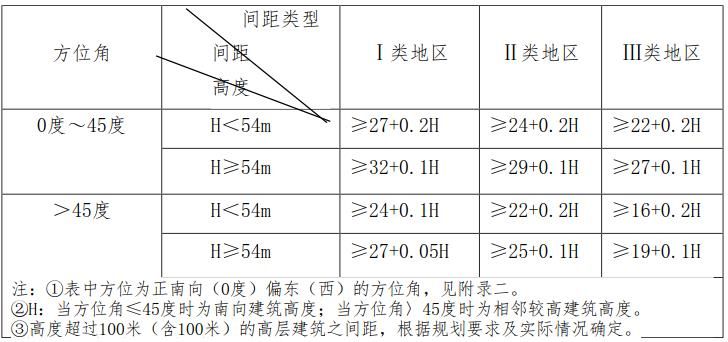 间距类型
方位角 间距 Ⅰ类地区 Ⅱ类地区 Ⅲ类地区
高度
0度～45度 H＜54m ≥27+0.2H ≥24+0.2H ≥22+0.2H
H≥54m ≥32+0.1H ≥29+0.1H ≥27+0.1H
＞45度 H＜54m ≥24+0.1H ≥22+0.2H ≥16+0.2H
H≥54m ≥27+0.05H ≥25+0.1H ≥19+0.1H
注：①表中方位为正南向（0度）偏东（西）的方位角，见附录二。
②H：当方位角≤45度时为南向建筑高度；当方位角〉45度时为相邻较高建筑高度。
③高度超过100米（含100米）的高层建筑之间距，根据规划要求及实际情况确定。